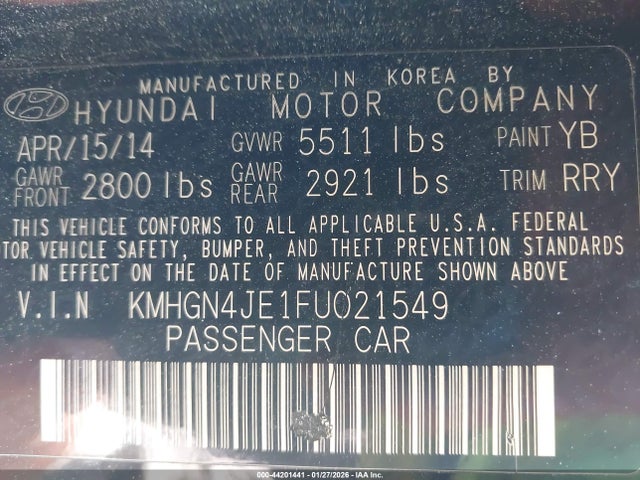 MANUFACTURED IN KOREA BY
HYUNDAI MOTOR COMPANY
APR/15/14 GVWR 5511 lbs PAINT YB
GAWR FRONT 2800 lbs GAWR REAR 2921 lbs TRIM RRY
THIS VEHICLE CONFORMS TO ALL APPLICABLE U.S.A. FEDERAL
TOR VEHICLE SAFETY, BUMPER, AND THEFT PREVENTION STANDARDS
IN EFFECT ON THE DATE OF MANUFACTURE SHOWN ABOVE
V.I.N KMHGN4JE1FU021549
PASSENGER CAR
000-44201441 - 01/27/2026 - IAA Inc.